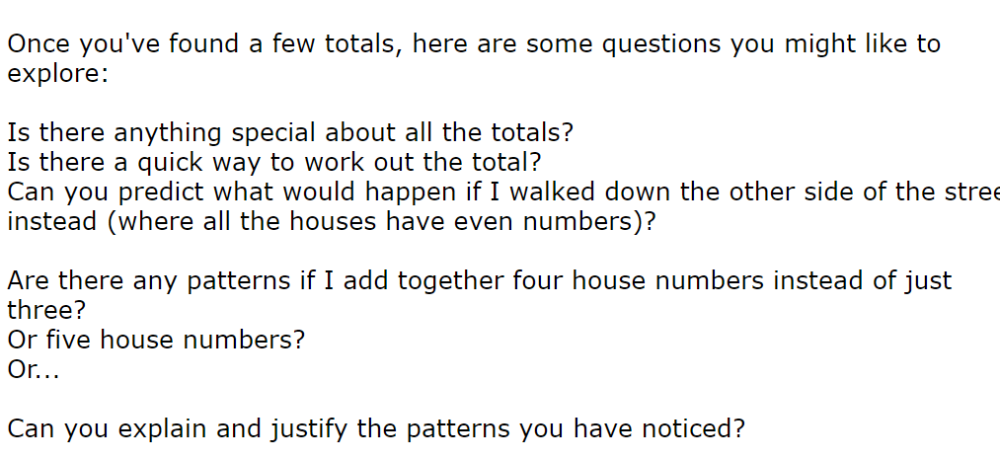 Once you've found a few totals, here are some questions you might like to
explore:
Is there anything special about all the totals?
Is there a quick way to work out the total?
Can you predict what would happen if I walked down the other side of the
instead (where all the houses have even numbers)?
Are there any patterns if I add together four house numbers instead of just
three?
Or five house numbers?
Or...
Can you explain and justify the patterns you have noticed?